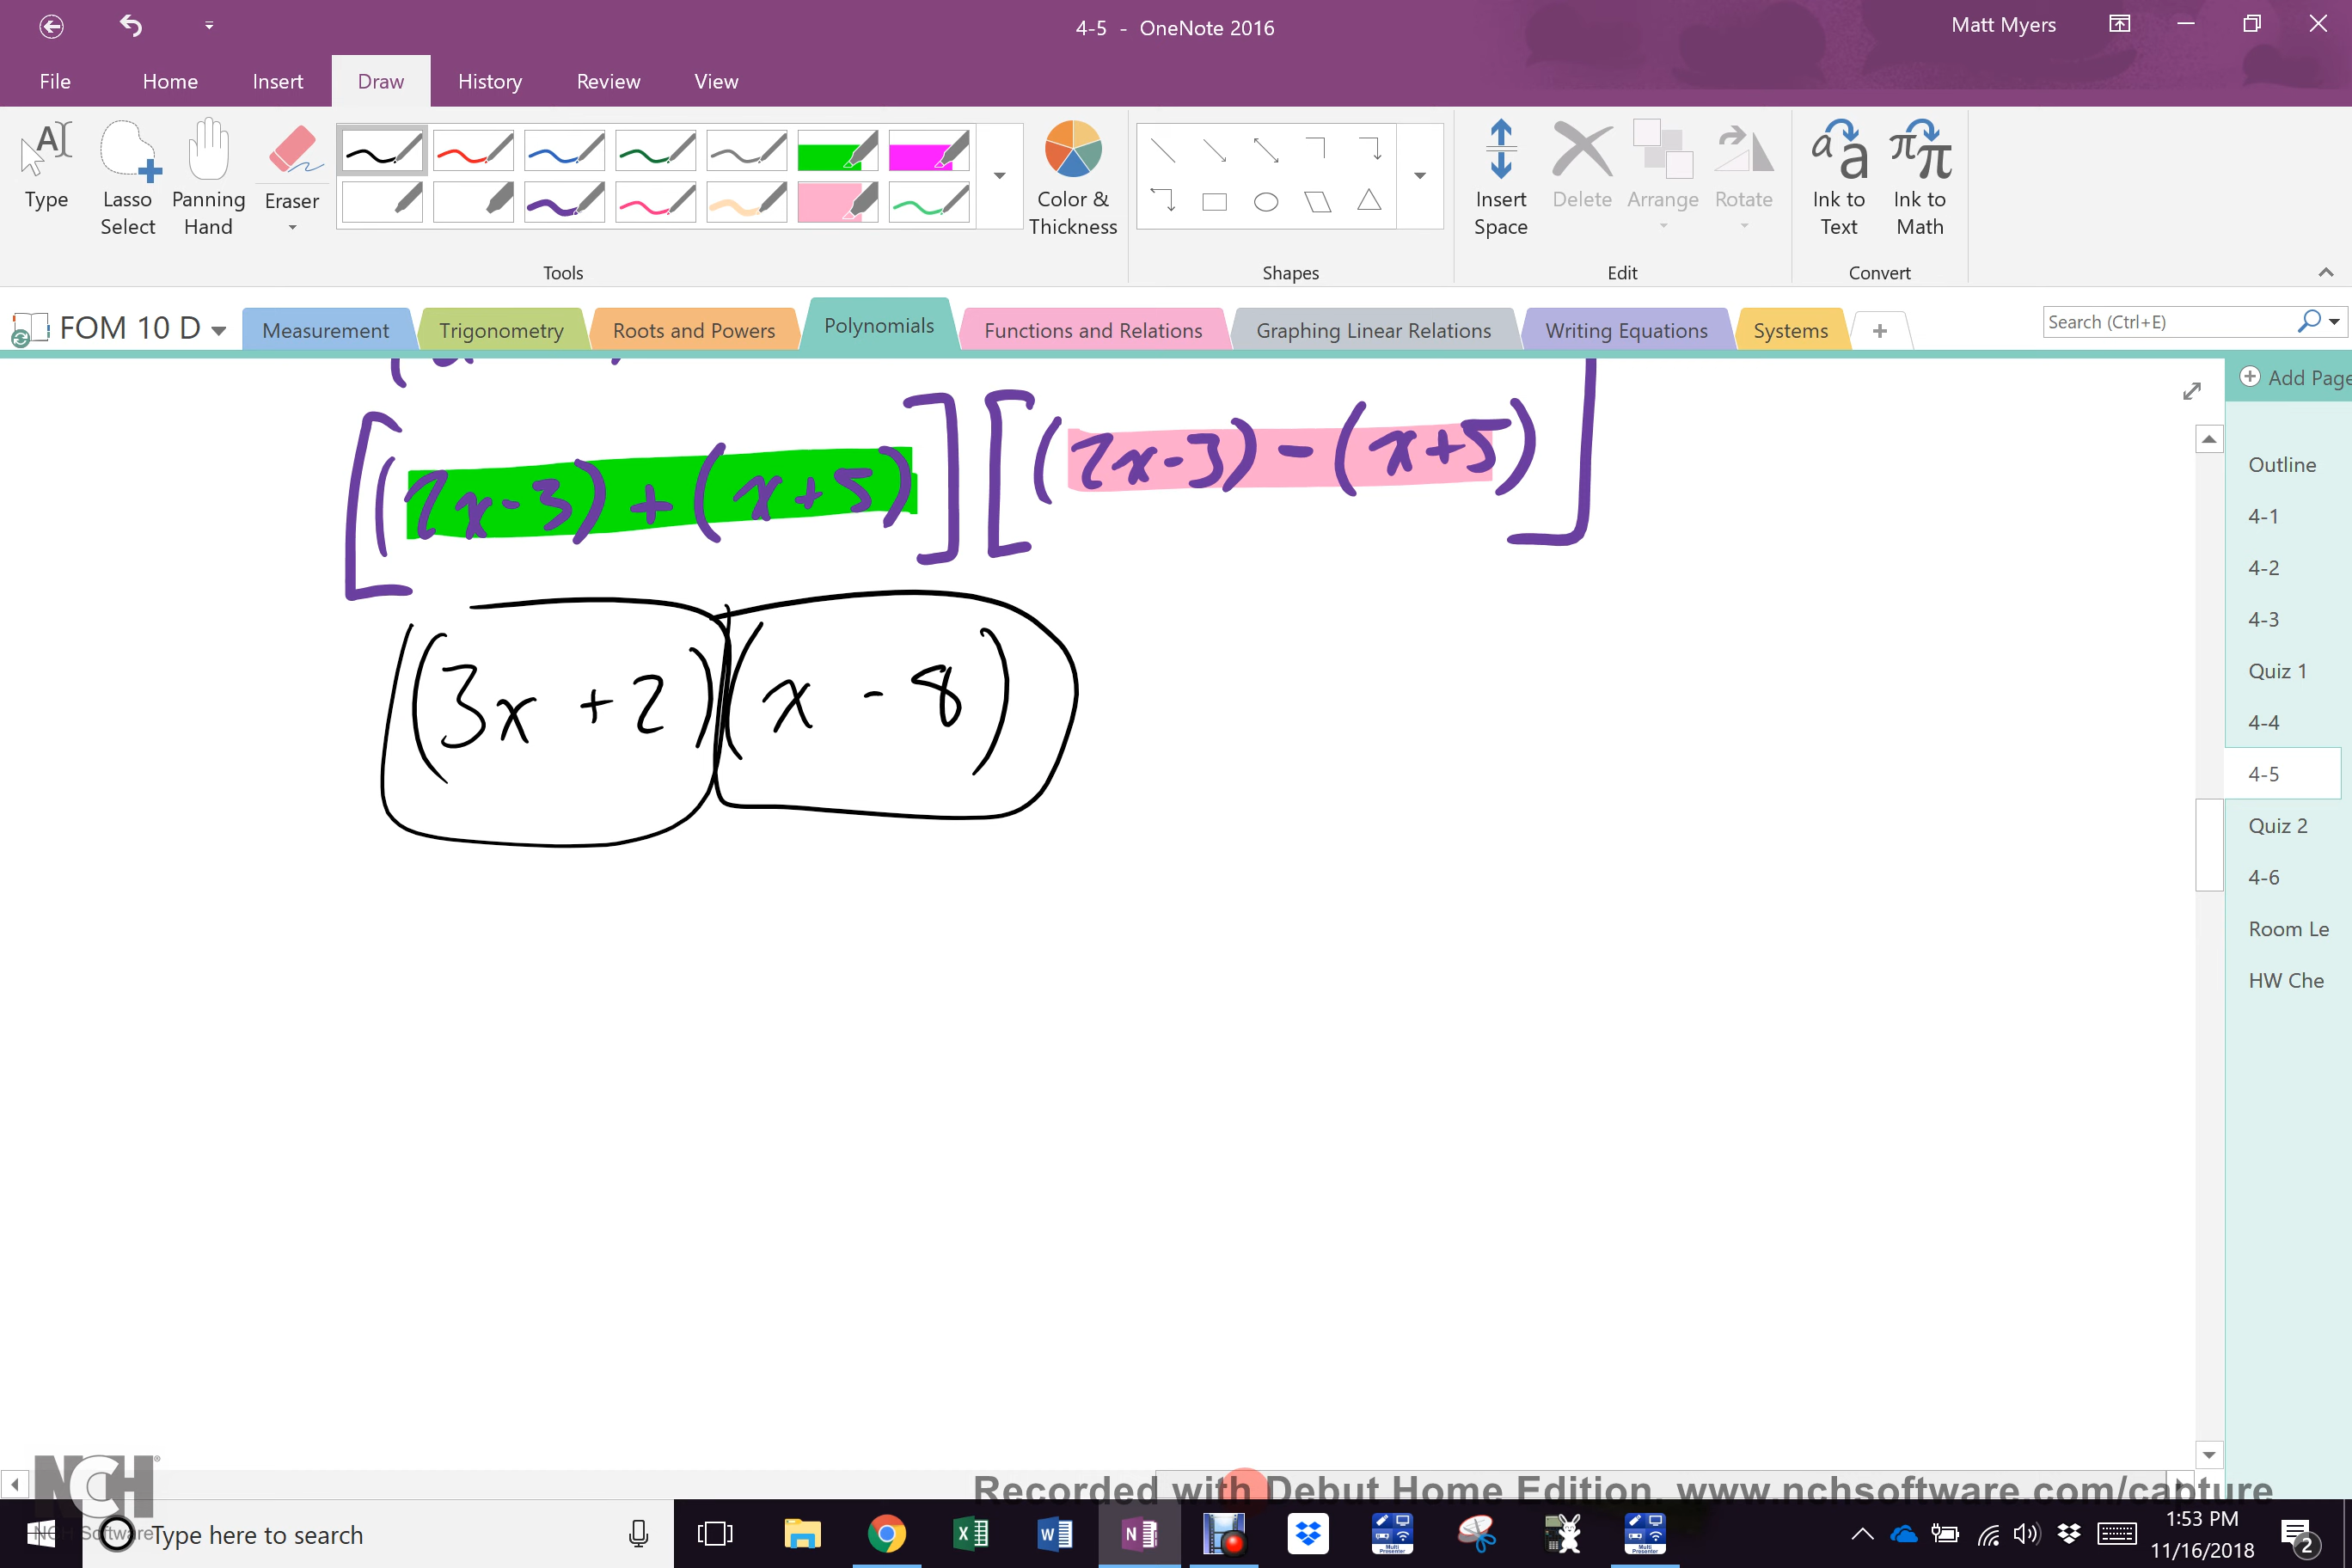 4-5 - OneNote 2016
Matt Myers
File Home Insert Draw History Review View
Type
Lasso Select
Panning Hand
Eraser
Color & Thickness
Insert Space
Delete
Arrange
Rotate
Ink to Text
Ink to Math
Tools Shapes Edit Convert
FOM 10 D
Measurement Trigonometry Roots and Powers Polynomials Functions and Relations Graphing Linear Relations Writing Equations Systems +
Search (Ctrl+E)
Add Page
[(2x-3)+(x+5)][(2x-3)-(x+5)]
(3x+2)(x-8)
Outline
4-1
4-2
4-3
Quiz 1
4-4
4-5
Quiz 2
4-6
Room Le
HW Che
NCH®
NCH Software
Recorded with Debut Home Edition. www.nchsoftware.com/capture
Type here to search
1:53 PM
11/16/2018
2